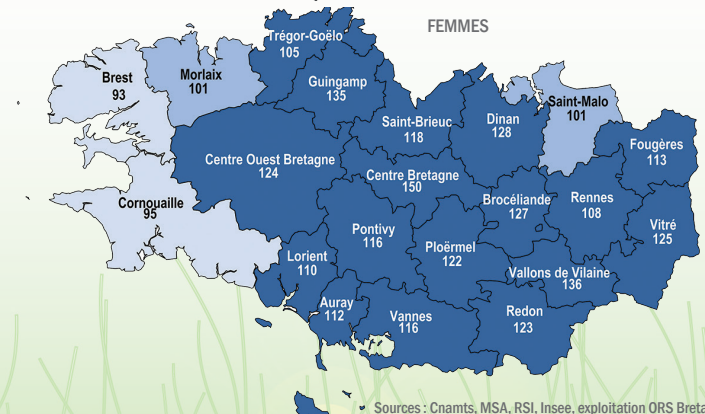 FEMMES
Trégor-Goëlo
105
Brest
93
Morlaix
101
Guingamp
135
Saint-Brieuc
118
Dinan
128
Saint-Malo
101
Fougères
113
Centre Ouest Bretagne
124
Centre Bretagne
150
Cornouaille
95
Brocéliande
127
Rennes
108
Vitré
125
Pontivy
116
Ploërmel
122
Lorient
110
Vallons de Vilaine
136
Auray
112
Vannes
116
Redon
123
Sources : Cnamts, MSA, RSI, Insee, exploitation ORS Breta